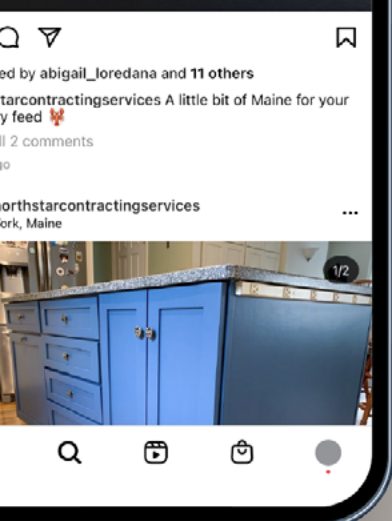 ed by abigail_loredana and 11 others
tarcontractingservices A little bit of Maine for your
y feed 🦞
ll 2 comments
go
northstarcontractingservices
ork, Maine
1/2